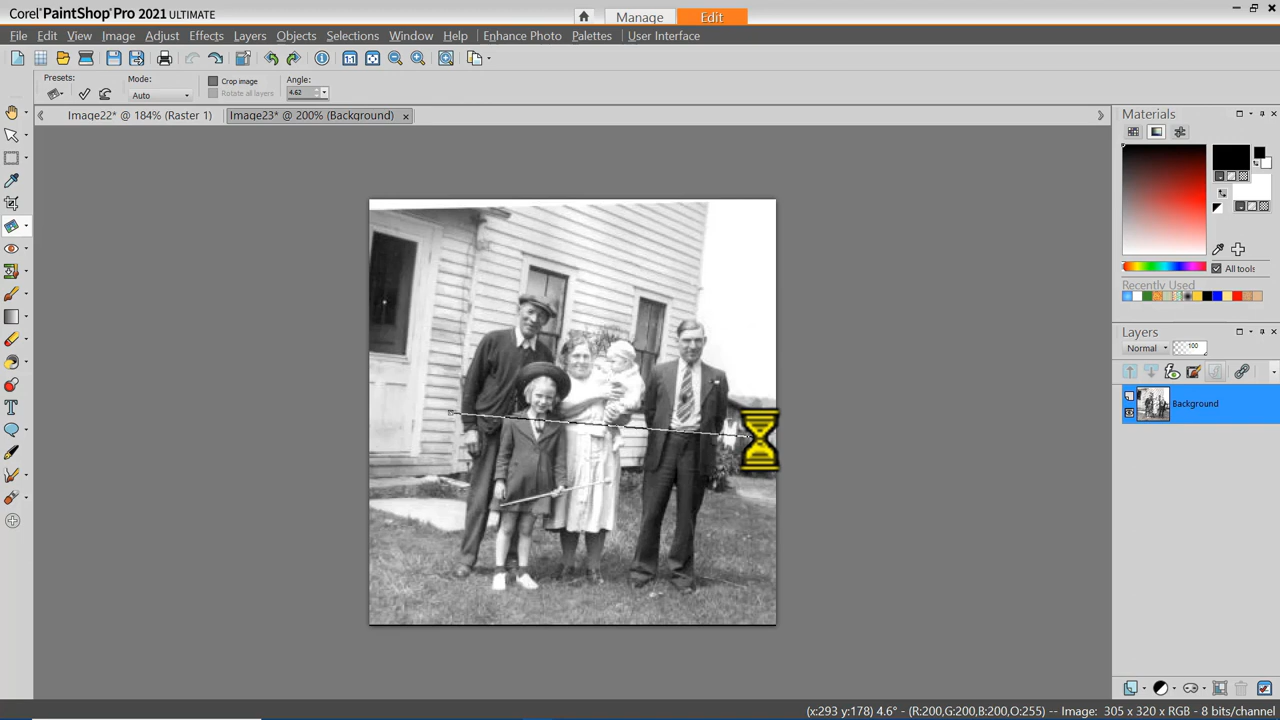 Corel PaintShop Pro 2021 ULTIMATE
Manage
Edit
File Edit View Image Adjust Effects Layers Objects Selections Window Help Enhance Photo Palettes User Interface
Presets:
Mode:
Auto
Crop image
Rotate all layers
Angle:
4.62
Image22* @ 184% (Raster 1)
Image23* @ 200% (Background)
Materials
All tools
Recently Used
Layers
Normal
100
Background
(x:293 y:178) 4.6° - (R:200,G:200,B:200,O:255) -- Image: 305 x 320 x RGB - 8 bits/channel